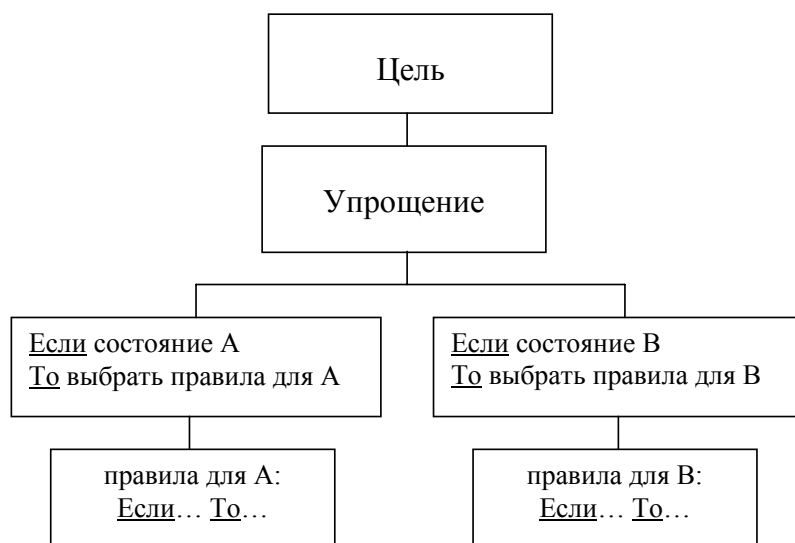 Цель
Упрощение
Если состояние А
То выбрать правила для А
Если состояние В
То выбрать правила для В
правила для А:
Если… То…
правила для В:
Если… То…